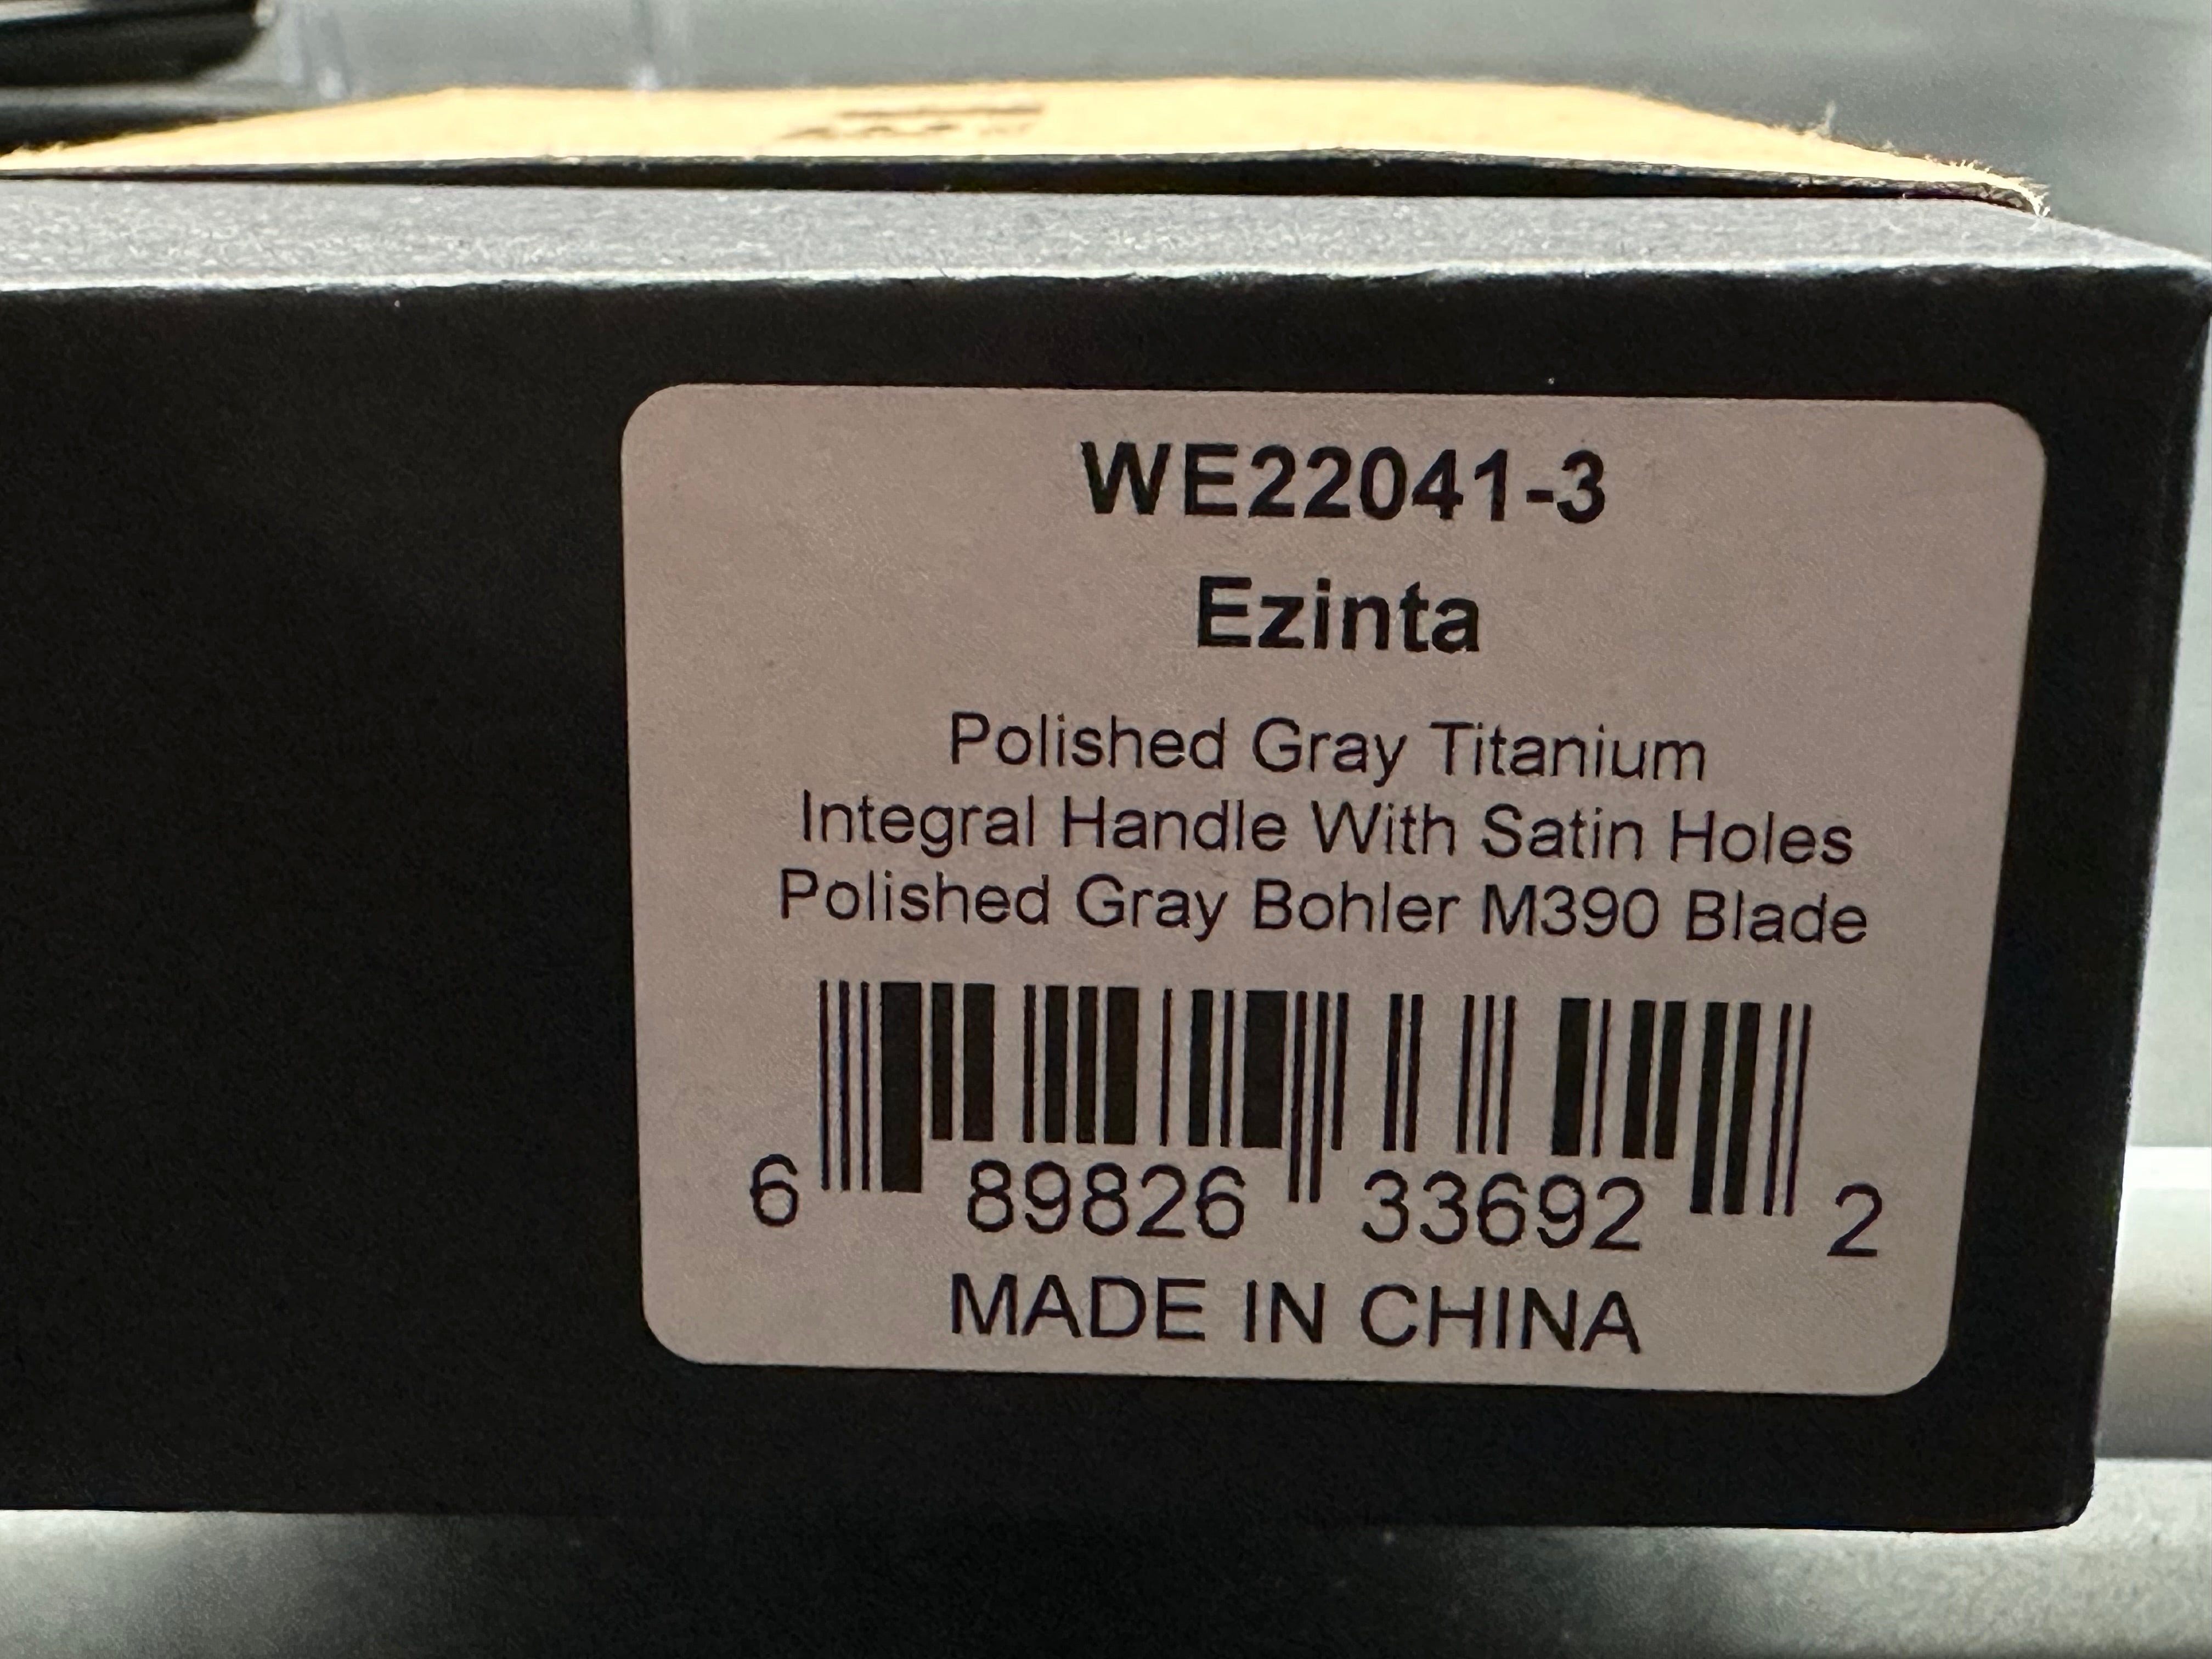 WE22041-3
Ezinta
Polished Gray Titanium
Integral Handle With Satin Holes
Polished Gray Bohler M390 Blade
6 89826 33692 2
MADE IN CHINA